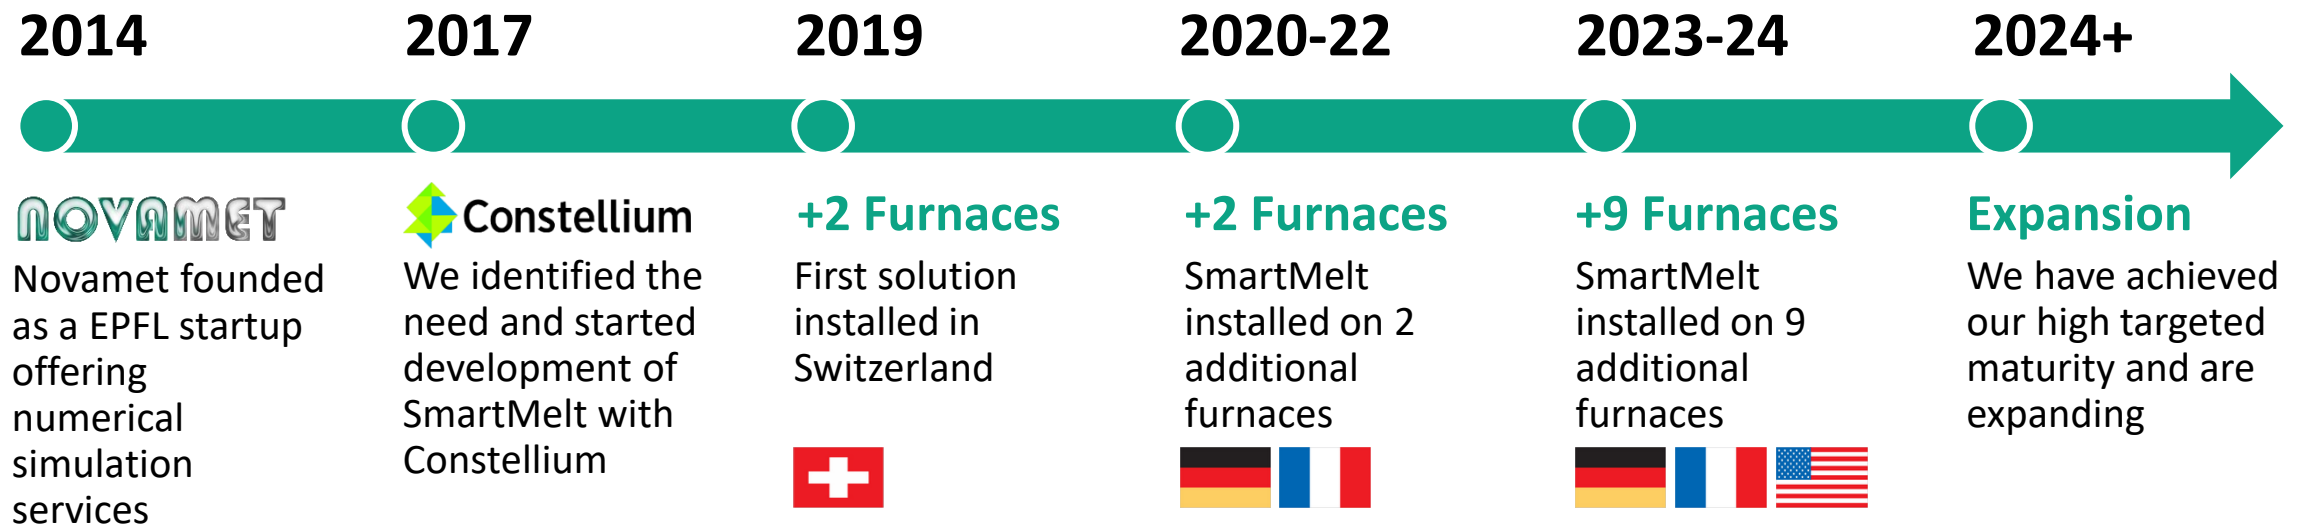 2014
NOVAMET
Novamet founded
as a EPFL startup
offering
numerical
simulation
services
2017
Constellium
We identified the
need and started
development of
SmartMelt with
Constellium
2019
+2 Furnaces
First solution
installed in
Switzerland
2020-22
+2 Furnaces
SmartMelt
installed on 2
additional
furnaces
2023-24
+9 Furnaces
SmartMelt
installed on 9
additional
furnaces
2024+
Expansion
We have achieved
our high targeted
maturity and are
expanding